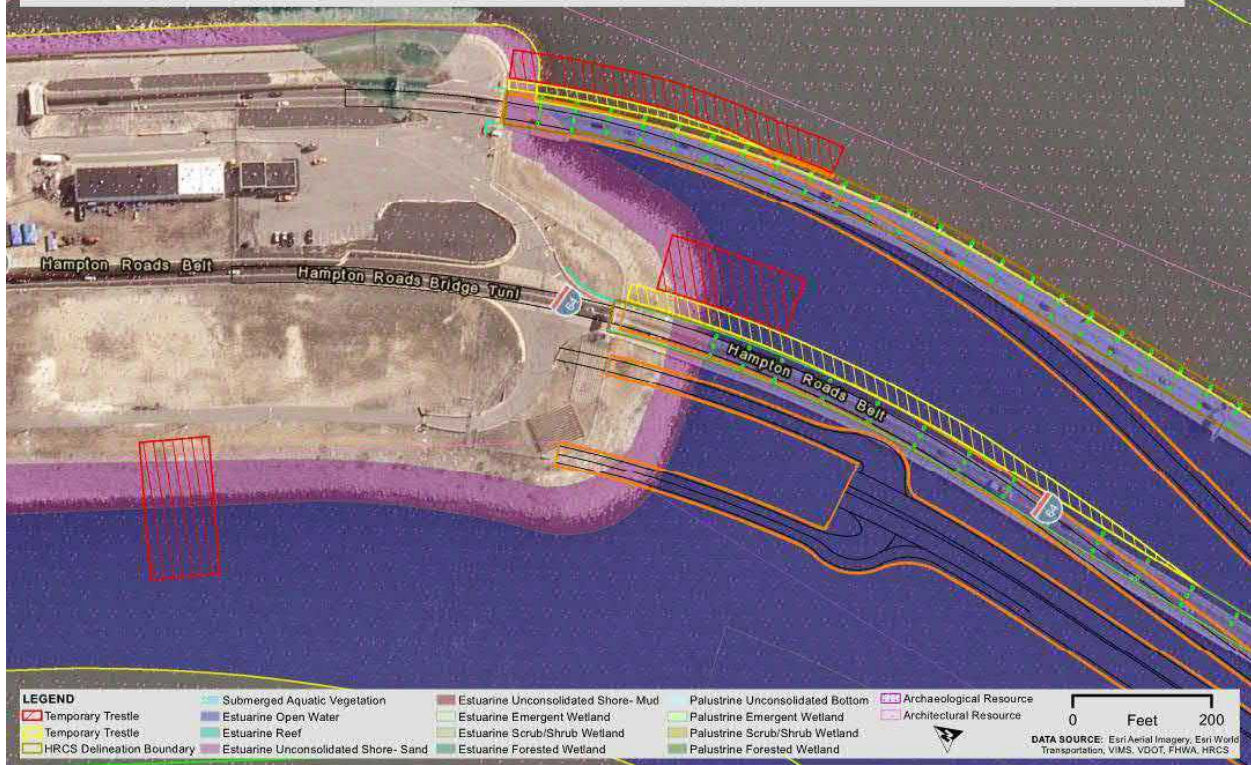 Hampton Roads Belt
Hampton Roads Bridge Tunl
64
Hampton Roads Belt
64
LEGEND
Temporary Trestle
Temporary Trestle
HRCS Delineation Boundary
Submerged Aquatic Vegetation
Estuarine Open Water
Estuarine Reef
Estuarine Unconsolidated Shore- Sand
Estuarine Unconsolidated Shore- Mud
Estuarine Emergent Wetland
Estuarine Scrub/Shrub Wetland
Estuarine Forested Wetland
Palustrine Unconsolidated Bottom
Palustrine Emergent Wetland
Palustrine Scrub/Shrub Wetland
Palustrine Forested Wetland
Archaeological Resource
Architectural Resource
0 Feet 200
DATA SOURCE: Esri Aerial Imagery, Esri World
Transportation, VIMS, VDOT, FHWA, HRCS